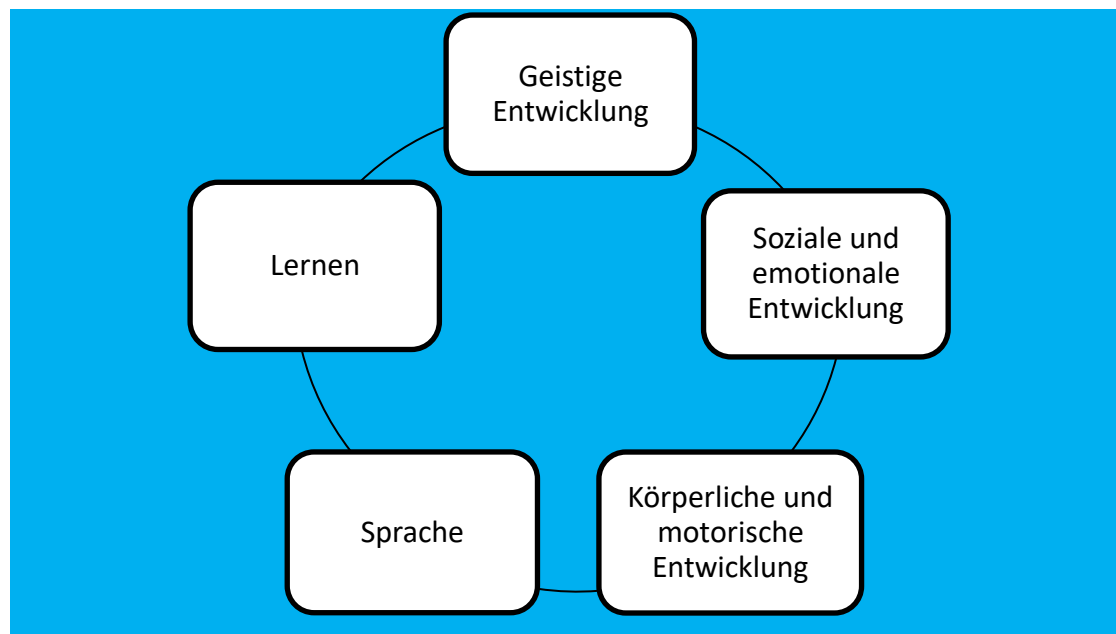 Geistige
Entwicklung
Soziale und
emotionale
Entwicklung
Körperliche und
motorische
Entwicklung
Sprache
Lernen